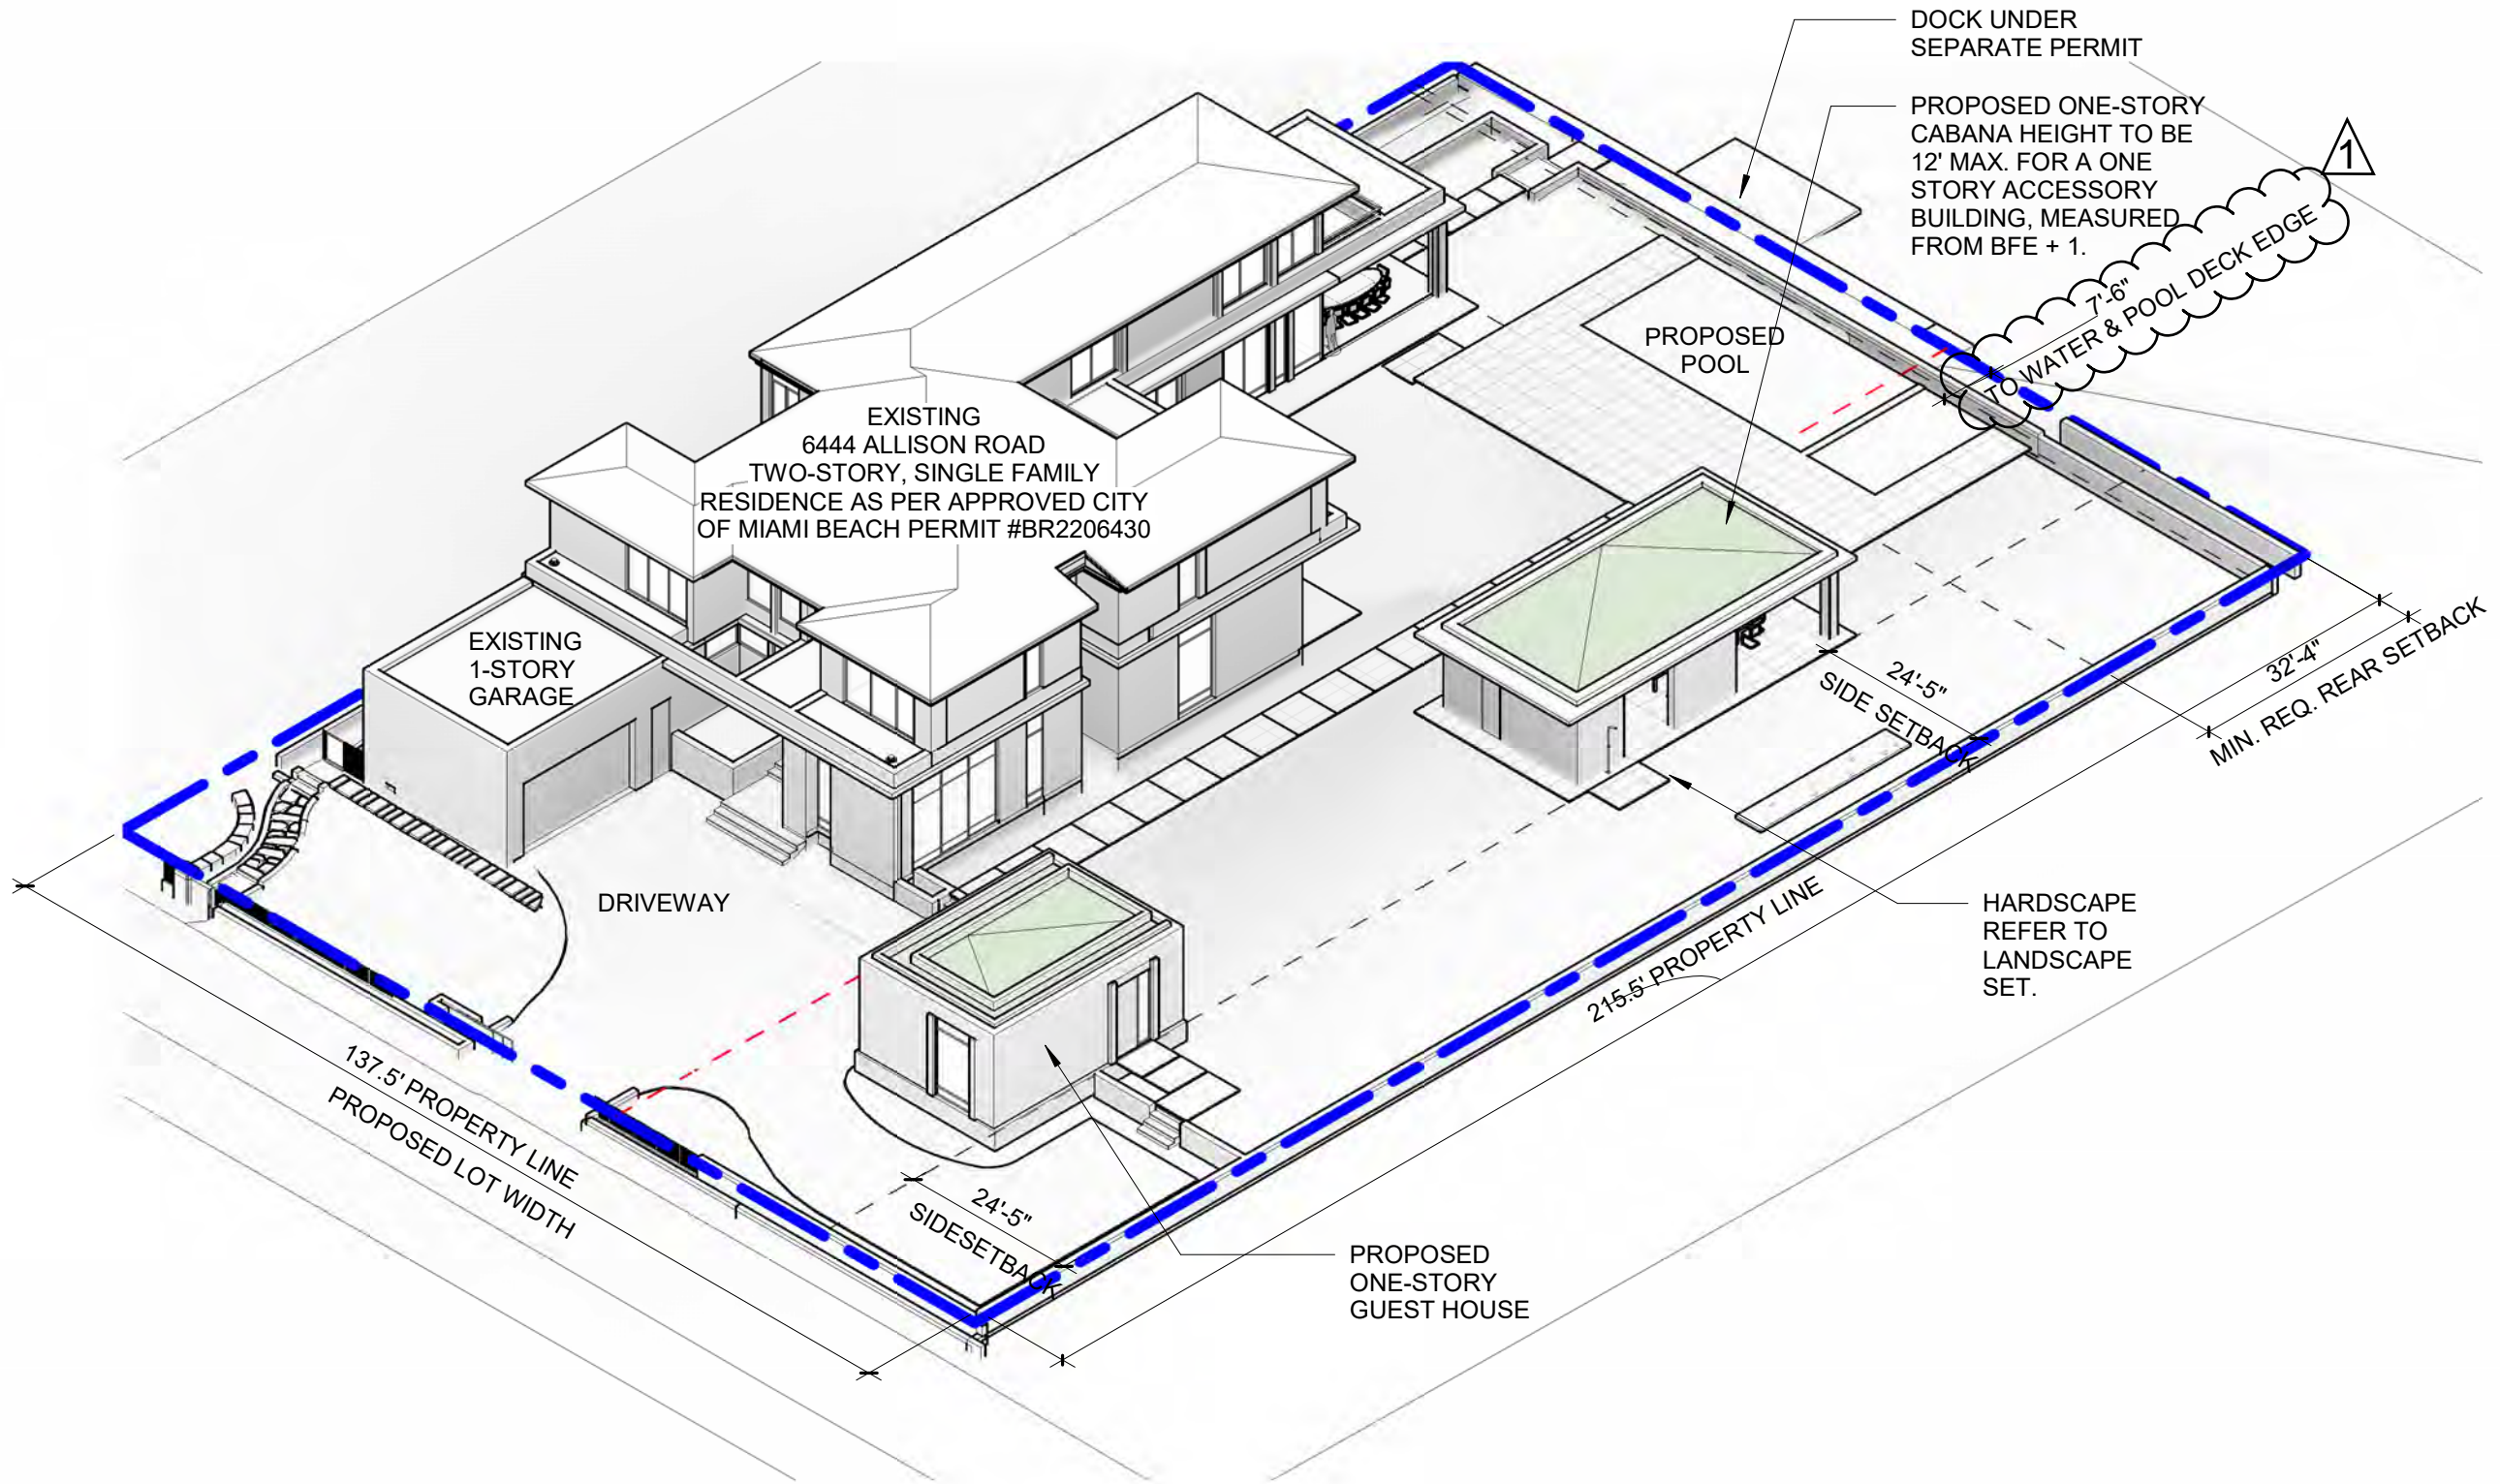 DOCK UNDER
SEPARATE PERMIT
PROPOSED ONE-STORY
CABANA HEIGHT TO BE
12' MAX. FOR A ONE
STORY ACCESSORY
BUILDING, MEASURED
FROM BFE + 1.
1
7'-6"
TO WATER & POOL DECK EDGE
PROPOSED
POOL
EXISTING
6444 ALLISON ROAD
TWO-STORY, SINGLE FAMILY
RESIDENCE AS PER APPROVED CITY
OF MIAMI BEACH PERMIT #BR2206430
EXISTING
1-STORY
GARAGE
24'-5"
SIDE SETBACK
32'-4"
MIN. REQ. REAR SETBACK
DRIVEWAY
215.5' PROPERTY LINE
HARDSCAPE
REFER TO
LANDSCAPE
SET.
137.5' PROPERTY LINE
PROPOSED LOT WIDTH
24'-5"
SIDESETBACK
PROPOSED
ONE-STORY
GUEST HOUSE